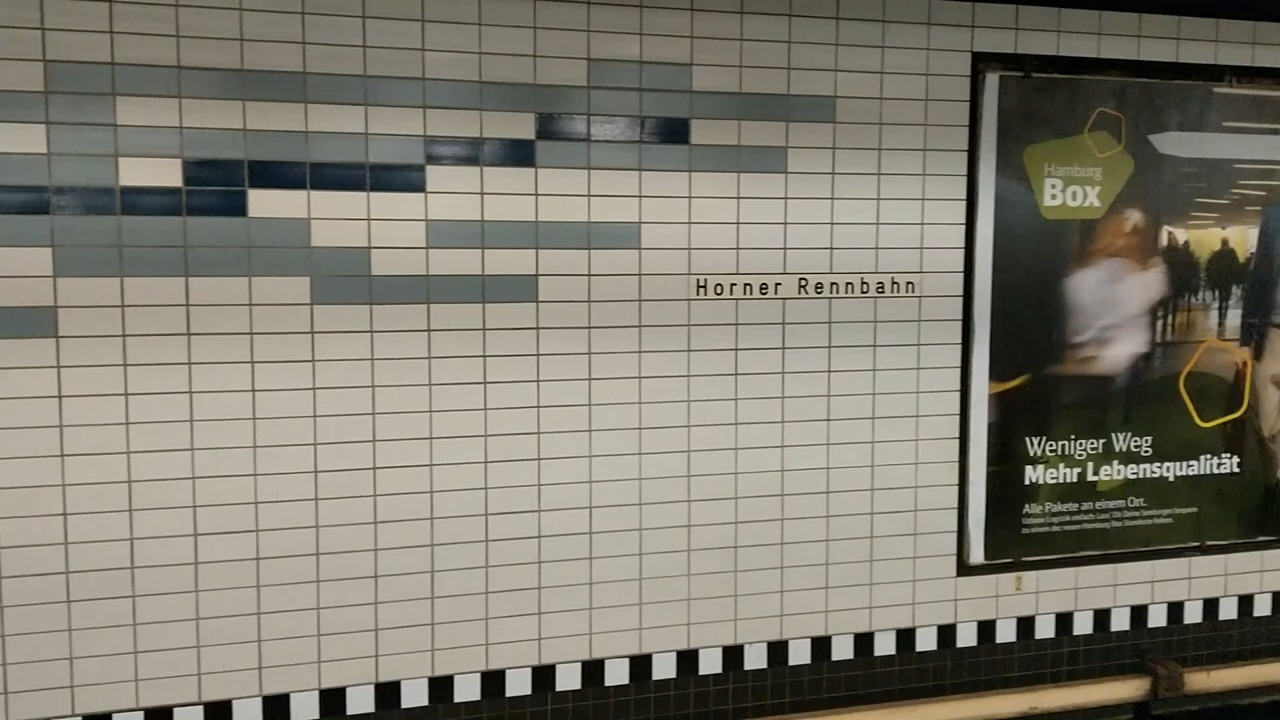 Horner Rennbahn
Hamburg
Box
Weniger Weg
Mehr Lebensqualität
Alle Pakete an einem Ort.
2